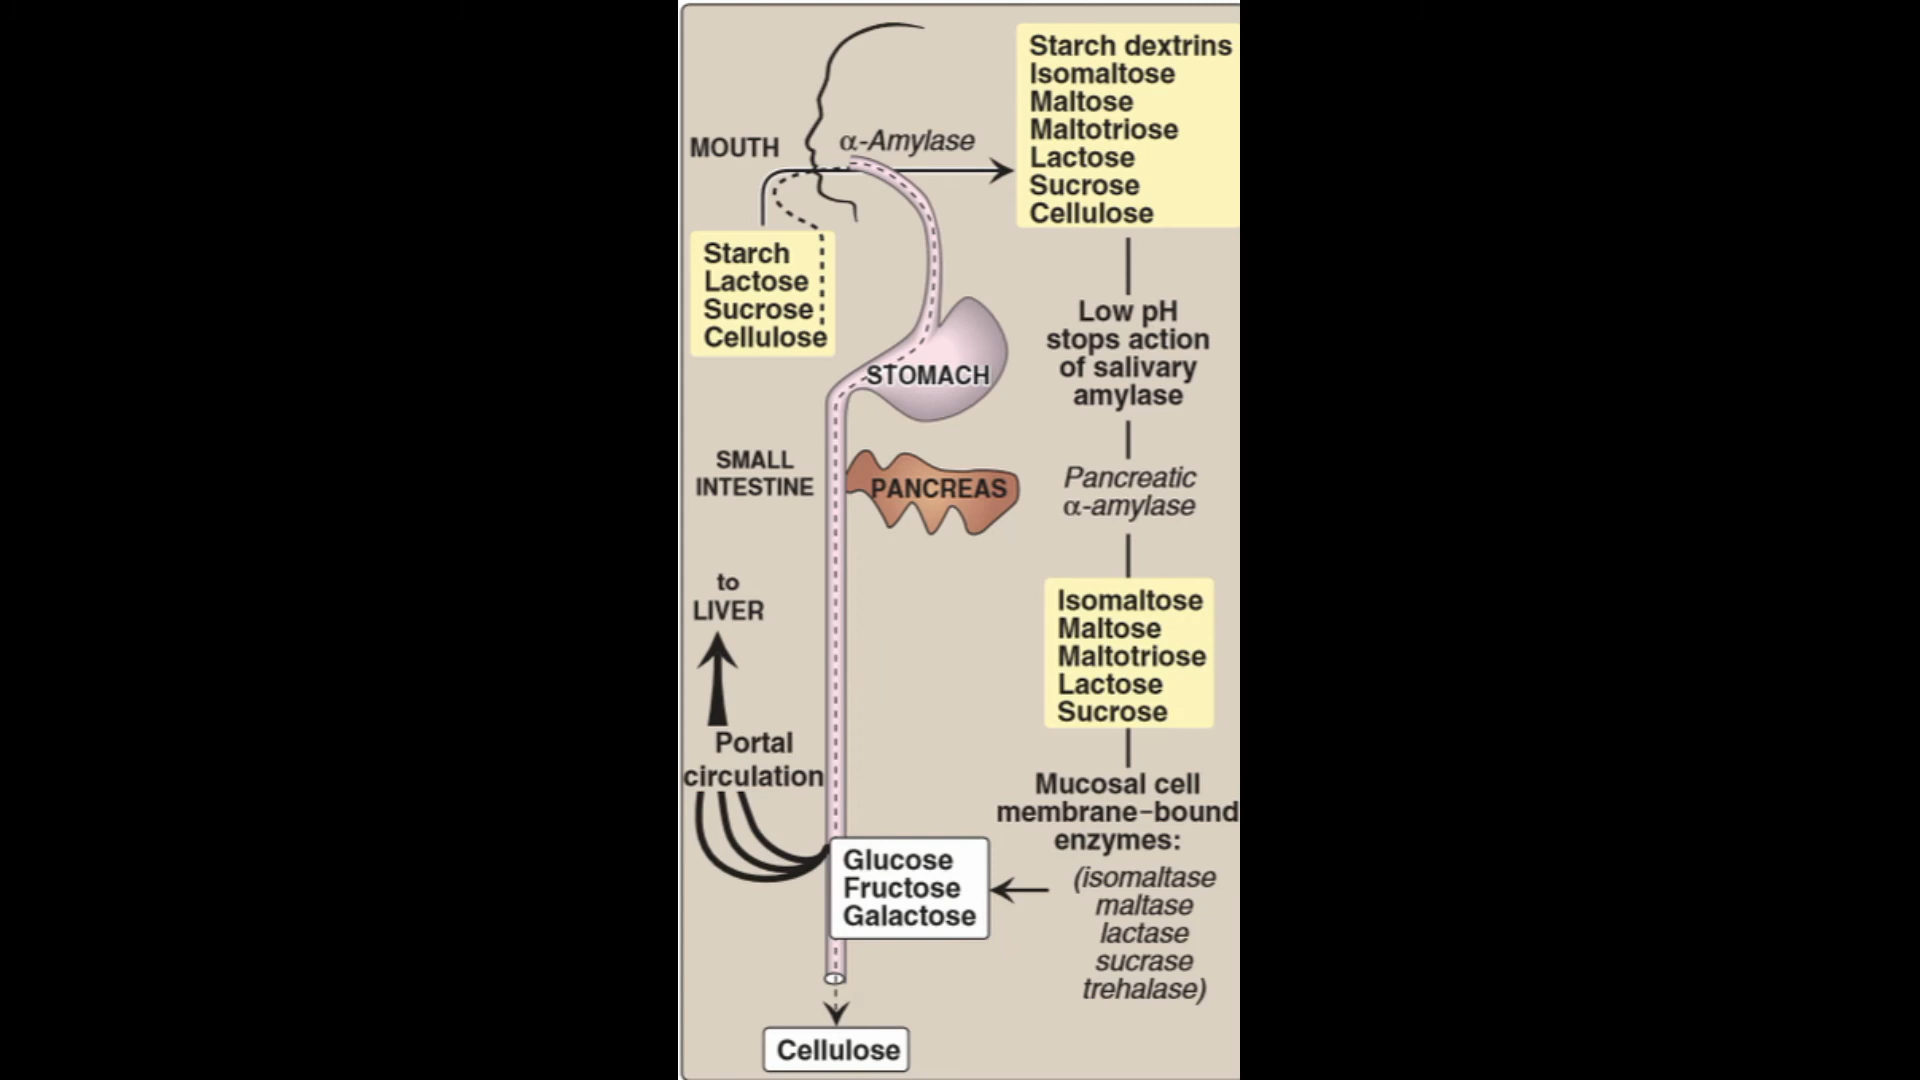 MOUTH
α-Amylase
Starch dextrins
Isomaltose
Maltose
Maltotriose
Lactose
Sucrose
Cellulose
Starch
Lactose
Sucrose
Cellulose
Low pH
stops action
of salivary
amylase
STOMACH
SMALL
INTESTINE
PANCREAS
Pancreatic
α-amylase
to
LIVER
Isomaltose
Maltose
Maltotriose
Lactose
Sucrose
Portal
circulation
Mucosal cell
membrane-bound
enzymes:
(isomaltase
maltase
lactase
sucrase
trehalase)
Glucose
Fructose
Galactose
Cellulose